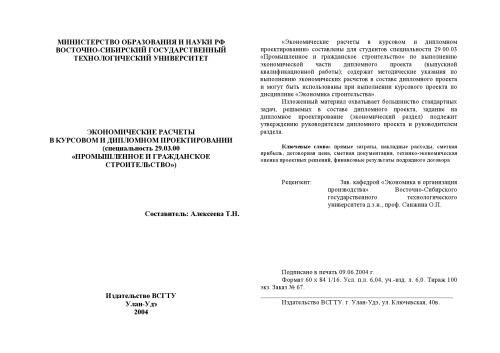 МИНИСТЕРСТВО ОБРАЗОВАНИЯ И НАУКИ РФ
ВОСТОЧНО-СИБИРСКИЙ ГОСУДАРСТВЕННЫЙ
ТЕХНОЛОГИЧЕСКИЙ УНИВЕРСИТЕТ
ЭКОНОМИЧЕСКИЕ РАСЧЕТЫ
В КУРСОВОМ И ДИПЛОМНОМ ПРОЕКТИРОВАНИИ
(специальность 29.03.00
«ПРОМЫШЛЕННОЕ И ГРАЖДАНСКОЕ
СТРОИТЕЛЬСТВО»)
Составитель: Алексеева Т.Н.
Издательство ВСГТУ
Улан-Удэ
2004
«Экономические расчеты в курсовом и дипломном
проектировании» составлены для студентов специальности 29.00.03
«Промышленное и гражданское строительство» по выполнению
экономической части дипломного проекта (выпускной
квалификационной работы); содержат методические указания по
выполнению экономических расчетов в составе дипломного проекта
и могут быть использованы при выполнении курсового проекта по
дисциплине «Экономика строительства».
Изложенный материал охватывает большинство стандартных
задач, решаемых в составе дипломного проекта, задание на
дипломное проектирование (экономический раздел) подлежит
утверждению руководителем дипломного проекта и руководителем
раздела.
Ключевые слова: прямые затраты, накладные расходы, сметная
прибыль, договорная цена, сметная документация, технико-экономическая
оценка проектных решений, финансовые результаты подрядного договора
Рецензент: Зав. кафедрой «Экономика и организация
производства» Восточно-Сибирского
государственного технологического
университета д.э.н., проф. Санжина О.П.
Подписано в печать 09.06.2004 г.
Формат 60 х 84 1/16. Усл. п.л. 6,04, уч.-изд. л. 6,0. Тираж 100
экз. Заказ № 67.
Издательство ВСГТУ. г. Улан-Удэ, ул. Ключевская, 40в.